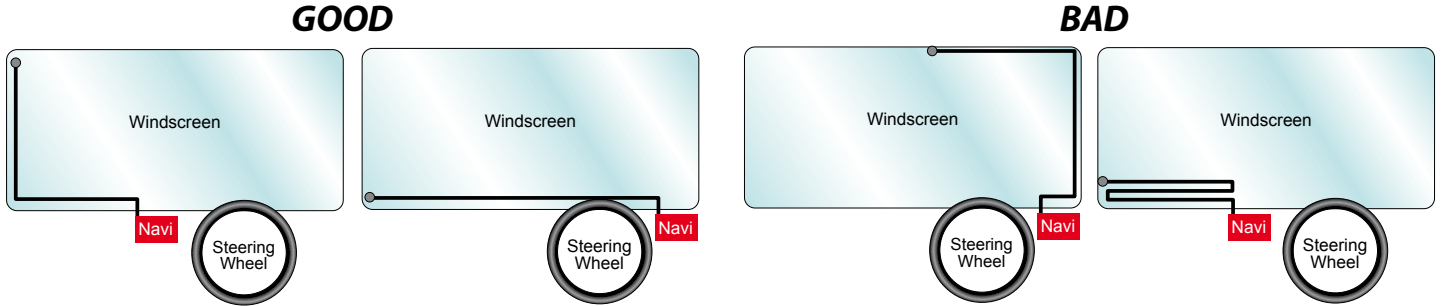 GOOD
BAD
Windscreen
Navi
Steering
Wheel
Windscreen
Navi
Steering
Wheel
Windscreen
Navi
Steering
Wheel
Windscreen
Navi
Steering
Wheel